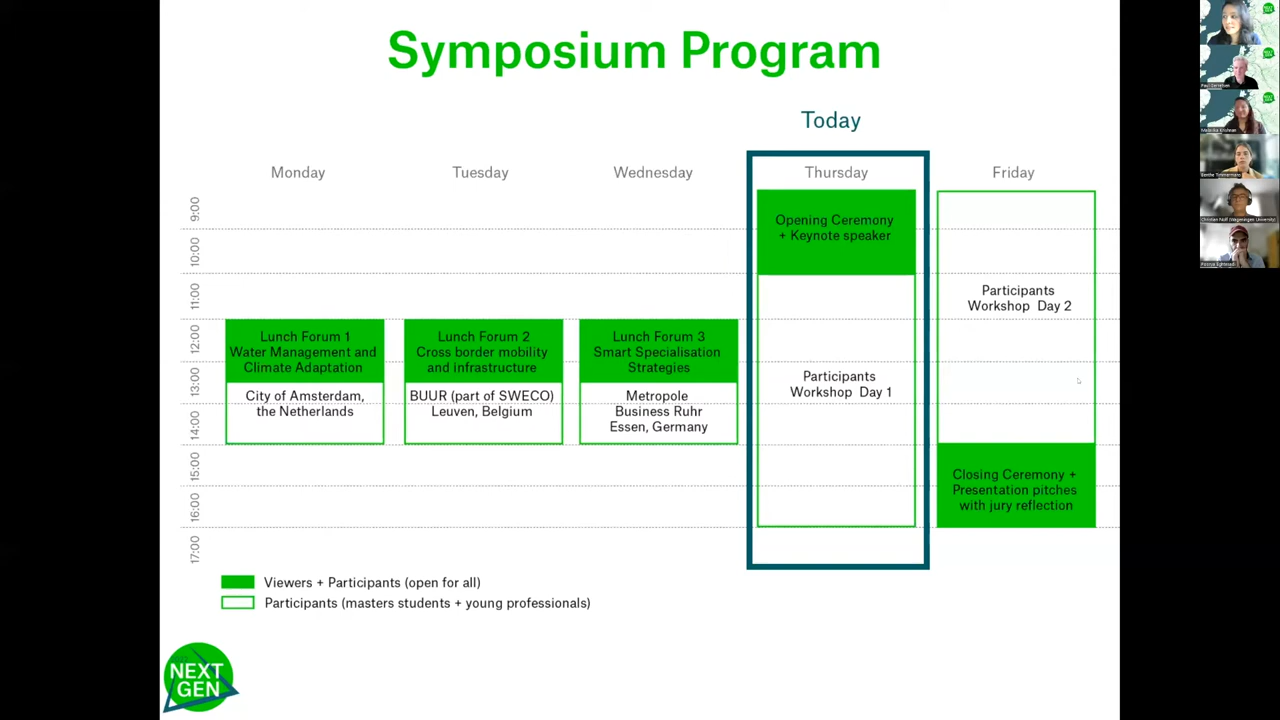 Symposium Program
Today
Monday
Tuesday
Wednesday
Thursday
Friday
9:00
10:00
11:00
12:00
13:00
14:00
15:00
16:00
17:00
Lunch Forum 1
Water Management and
Climate Adaptation
City of Amsterdam,
the Netherlands
Lunch Forum 2
Cross border mobility
and infrastructure
BUUR (part of SWECO)
Leuven, Belgium
Lunch Forum 3
Smart Specialisation
Strategies
Metropole
Business Ruhr
Essen, Germany
Opening Ceremony
+ Keynote speaker
Participants
Workshop Day 1
Participants
Workshop Day 2
Closing Ceremony +
Presentation pitches
with jury reflection
Viewers + Participants (open for all)
Participants (masters students + young professionals)
NEXT
GEN
Christian Nolf (Wageningen University)